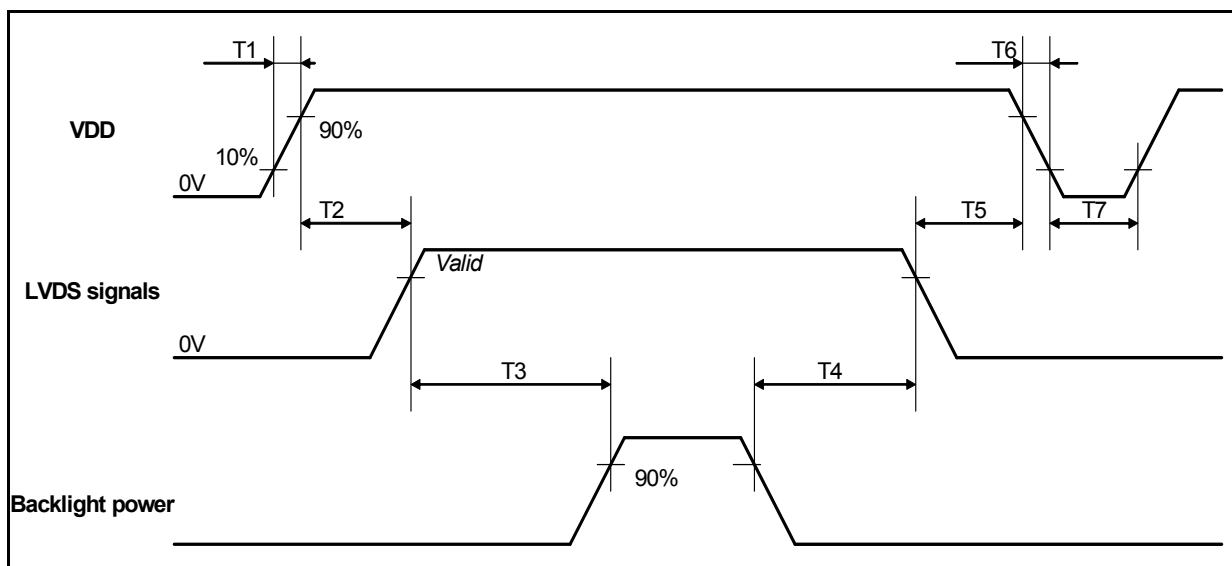 T1
T6
VDD
90%
10%
0V
T2
T5
T7
Valid
LVDS signals
0V
T3
T4
90%
Backlight power